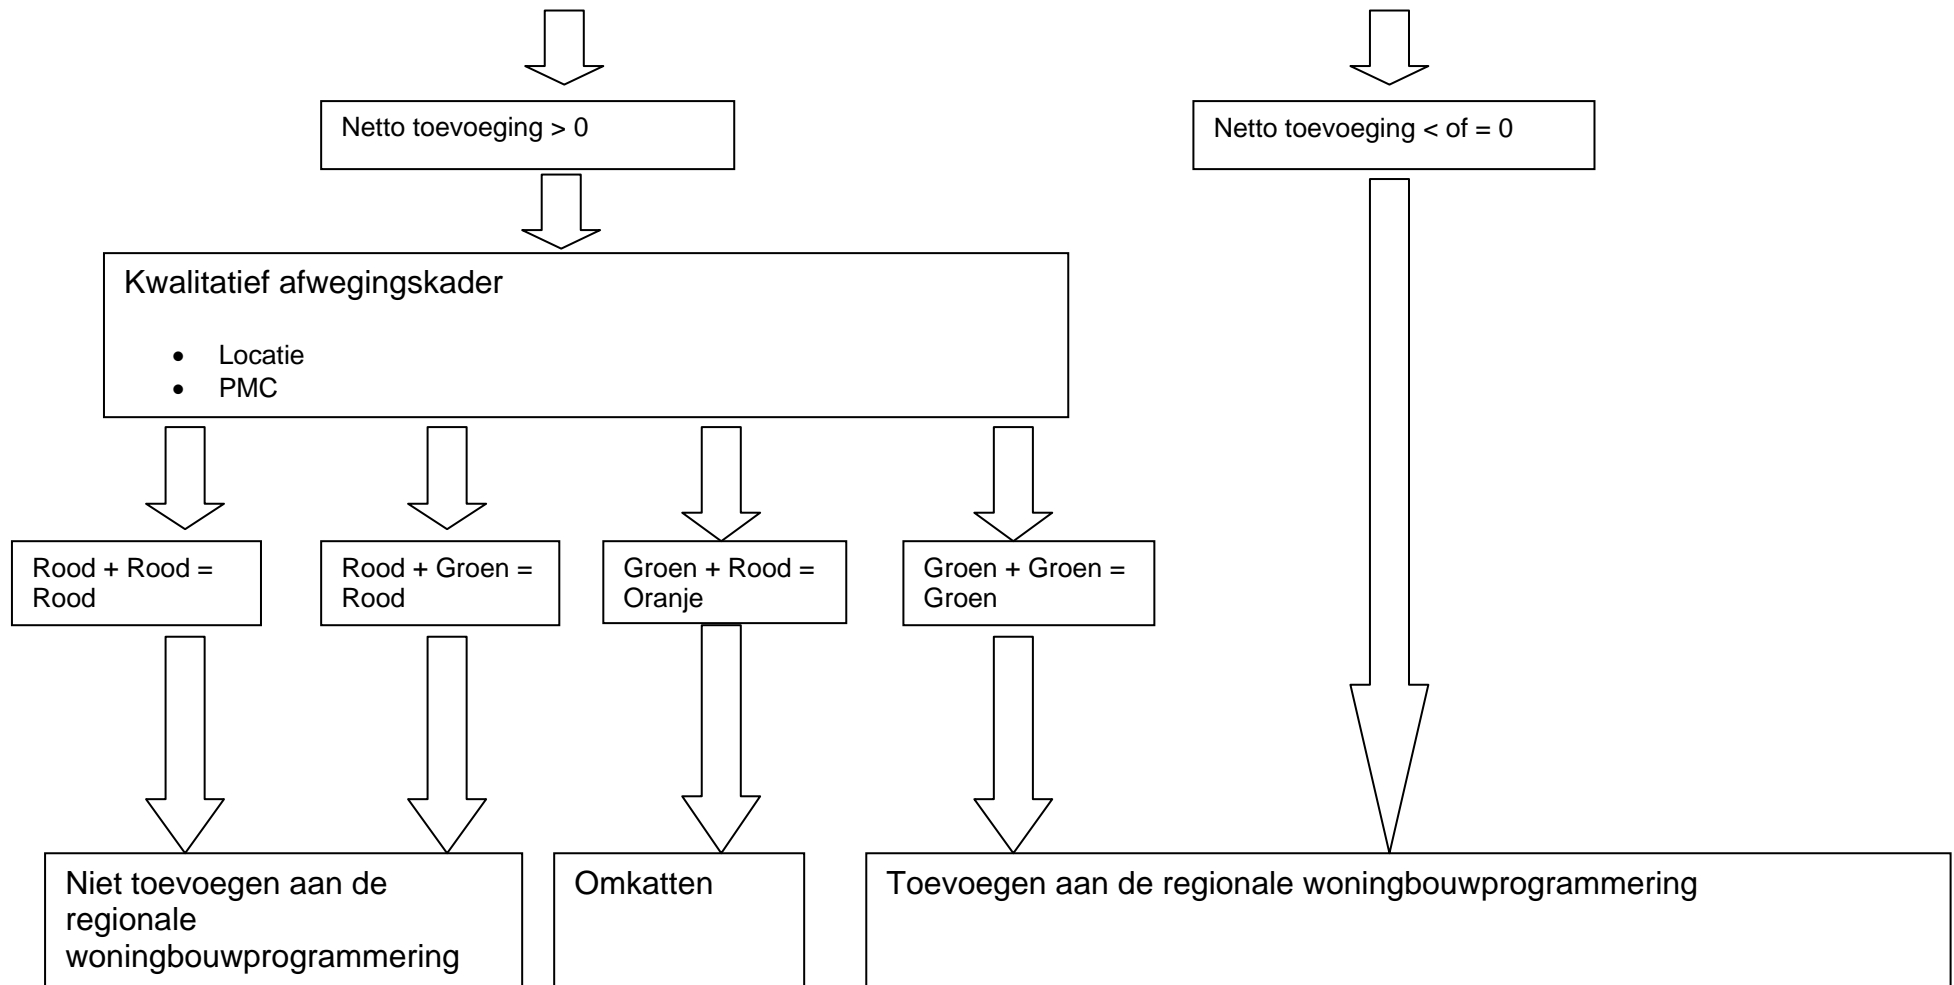 Netto toevoeging > 0
Netto toevoeging < of = 0
Kwalitatief afwegingskader
• Locatie
• PMC
Rood + Rood =
Rood
Rood + Groen =
Rood
Groen + Rood =
Oranje
Groen + Groen =
Groen
Niet toevoegen aan de
regionale
woningbouwprogrammering
Omkatten
Toevoegen aan de regionale woningbouwprogrammering